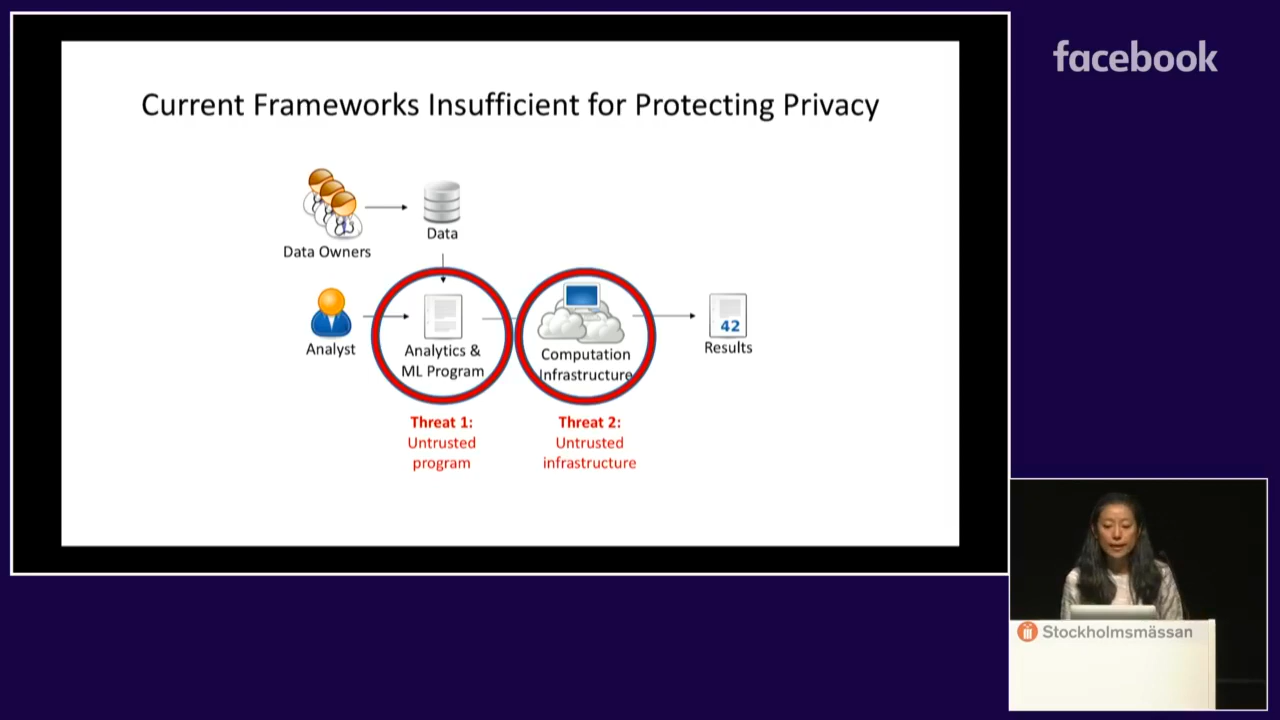 facebook
Current Frameworks Insufficient for Protecting Privacy
Data Owners
Data
Analyst
Analytics &
ML Program
Computation
Infrastructure
42
Results
Threat 1:
Untrusted
program
Threat 2:
Untrusted
infrastructure
Stockholmsmässan